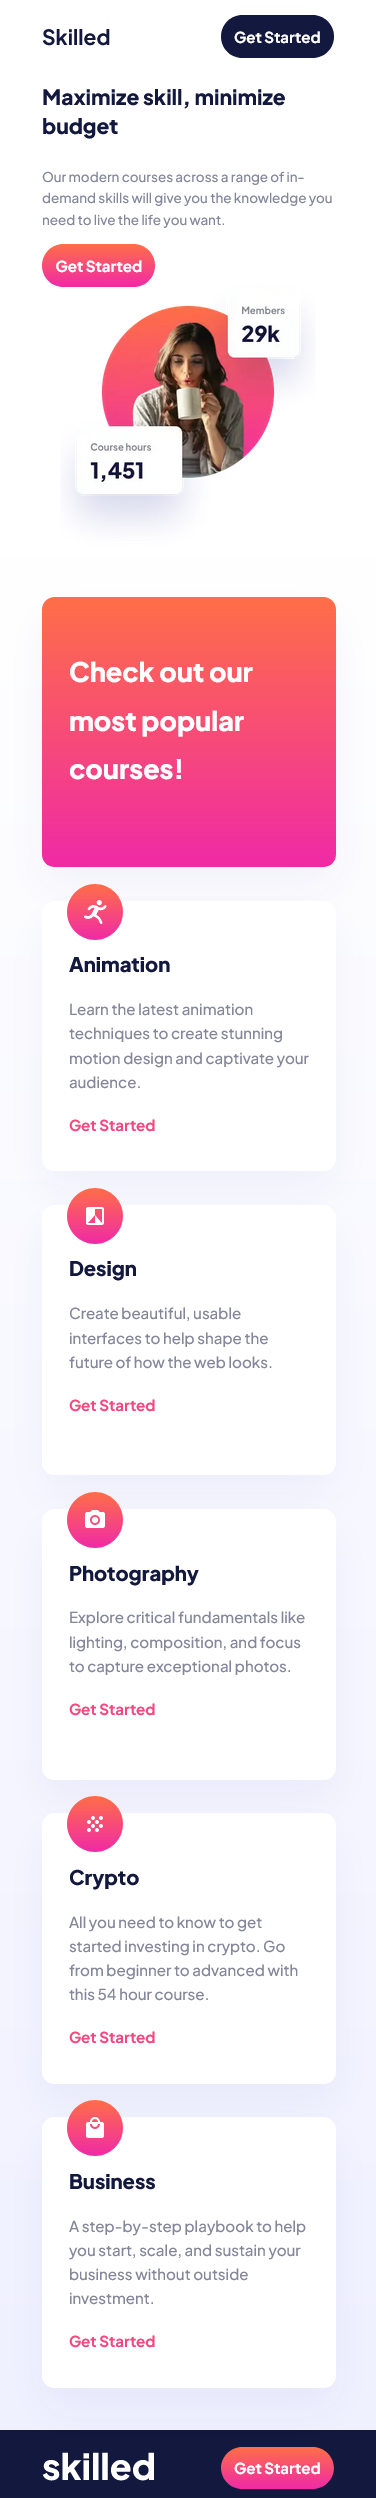 Skilled
Get Started
Maximize skill, minimize
budget
Our modern courses across a range of in-
demand skills will give you the knowledge you
need to live the life you want.
Get Started
Members
29k
Course hours
1,451
Check out our
most popular
courses!
Animation
Learn the latest animation
techniques to create stunning
motion design and captivate your
audience.
Get Started
Design
Create beautiful, usable
interfaces to help shape the
future of how the web looks.
Get Started
Photography
Explore critical fundamentals like
lighting, composition, and focus
to capture exceptional photos.
Get Started
Crypto
All you need to know to get
started investing in crypto. Go
from beginner to advanced with
this 54 hour course.
Get Started
Business
A step-by-step playbook to help
you start, scale, and sustain your
business without outside
investment.
Get Started
skilled
Get Started